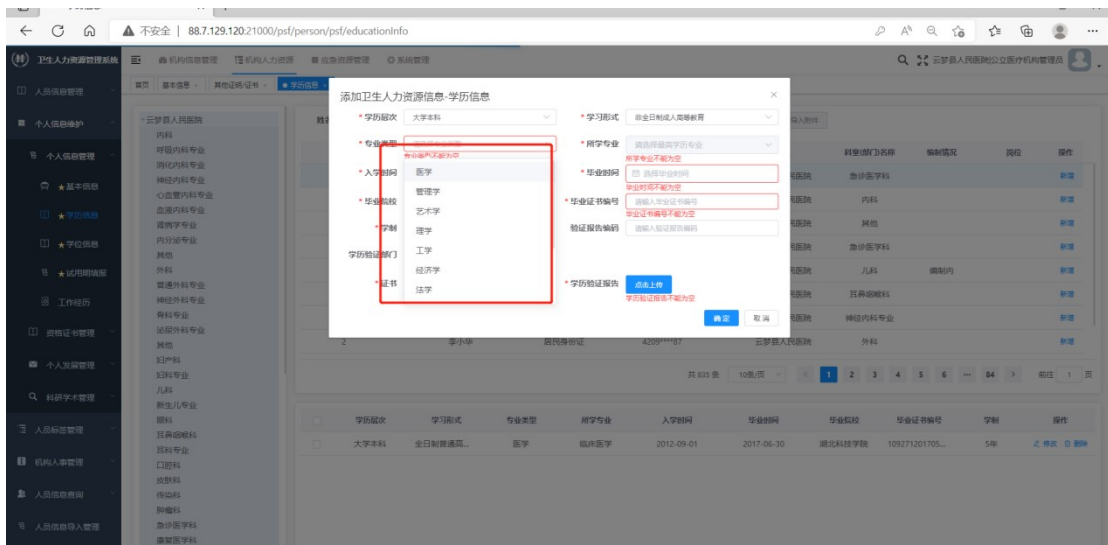 不安全 | 88.7.129.120:21000/psf/person/psf/educationInfo
卫生人力资源管理系统
机构信息管理
机构人力资源
应急资源管理
系统管理
云梦县人民医院公立医疗机构管理员
首页
基本信息
其他证明/证书
学历信息
人员信息管理
个人信息维护
个人信息管理
★基本信息
★学历信息
★学位信息
★试用期情况
工作经历
资格证书管理
个人发展管理
科研学术管理
人员标签管理
机构人事管理
人员信息查询
人员信息导入管理
云梦县人民医院
内科
呼吸内科专业
消化内科专业
神经内科专业
心血管内科专业
血液内科专业
肾病学专业
内分泌专业
其他
外科
普通外科专业
神经外科专业
骨科专业
泌尿外科专业
其他
妇产科
妇科专业
儿科
新生儿专业
眼科
耳鼻咽喉科
耳科专业
口腔科
皮肤科
传染科
肿瘤科
急诊医学科
康复医学科
添加卫生人力资源信息-学历信息
* 学历层次 大学本科
* 学习形式 非全日制成人高等教育
* 专业类型
专业类型不能为空
* 所学专业 请选择最高学历专业
所学专业不能为空
* 入学时间
* 毕业时间 选择毕业时间
毕业时间不能为空
* 毕业院校
* 毕业证书编号 请输入毕业证书编号
毕业证书编号不能为空
* 学制
验证报告编码 请输入验证报告编码
学历验证部门
* 证书
* 学历验证报告 点击上传
学历验证报告不能为空
医学
管理学
艺术学
理学
工学
经济学
法学
确定 取消
科室(部门)名称 编制情况 岗位 操作
急诊医学科 新增
内科 新增
其他 新增
急诊医学科 新增
儿科 编制内 新增
耳鼻咽喉科 新增
神经内科专业 新增
2 李小华 居民身份证 4209****87 云梦县人民医院 外科 新增
共 835 条 10条/页 1 2 3 4 5 6 ... 84 前往 1 页
学历层次 学习形式 专业类型 所学专业 入学时间 毕业时间 毕业院校 毕业证书编号 学制 操作
大学本科 全日制普通高... 医学 临床医学 2012-09-01 2017-06-30 湖北科技学院 109271201705... 5年 修改 删除